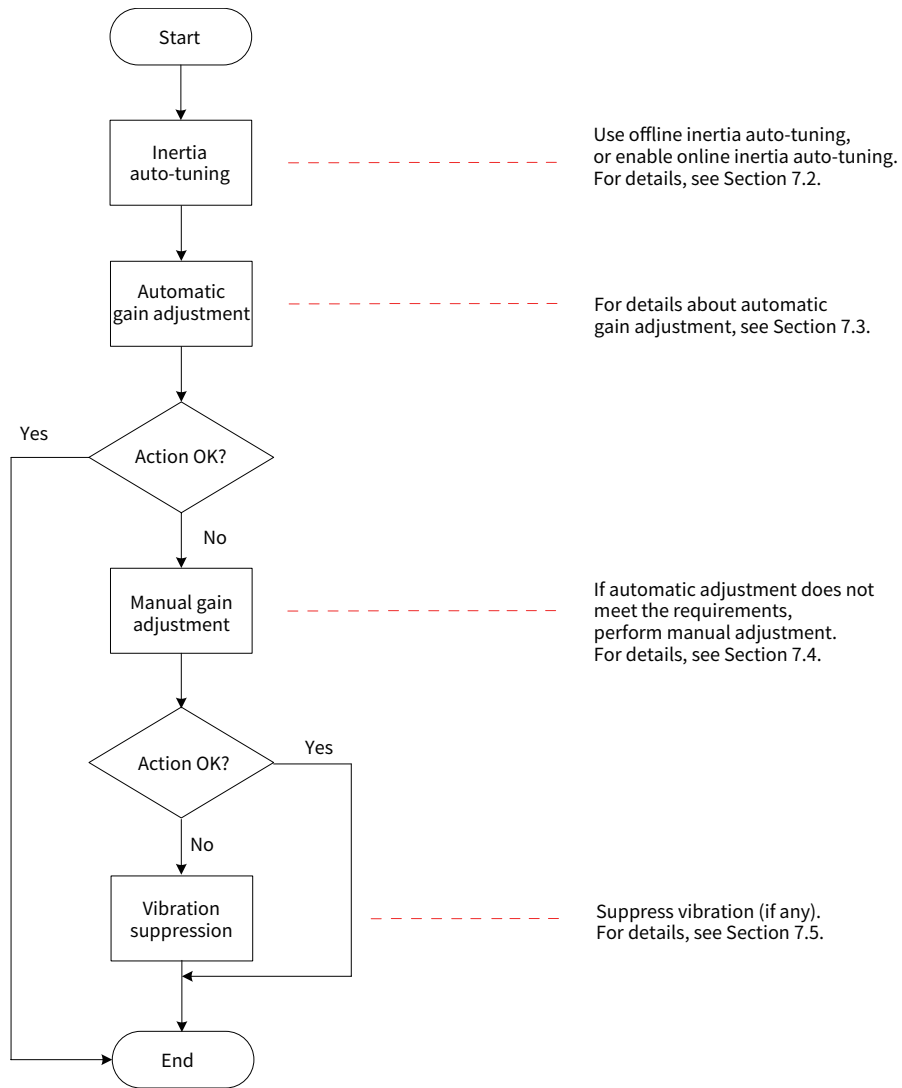 Start
Inertia
auto-tuning
Use offline inertia auto-tuning,
or enable online inertia auto-tuning.
For details, see Section 7.2.
Automatic
gain adjustment
For details about automatic
gain adjustment, see Section 7.3.
Yes
Action OK?
No
Manual gain
adjustment
If automatic adjustment does not
meet the requirements,
perform manual adjustment.
For details, see Section 7.4.
Action OK?
Yes
No
Vibration
suppression
Suppress vibration (if any).
For details, see Section 7.5.
End